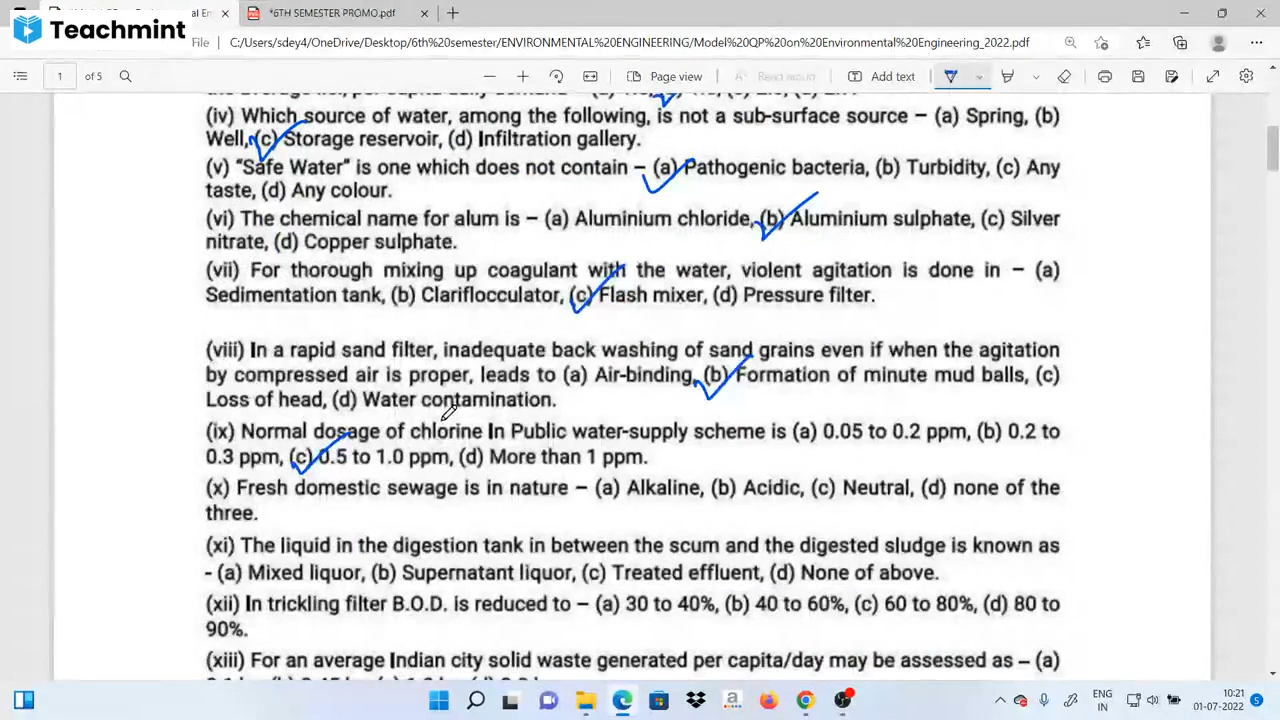 al En
*6TH SEMESTER PROMO.pdf
Teachmint
File C:/Users/sdey4/OneDrive/Desktop/6th%20semester/ENVIRONMENTAL%20ENGINEERING/Model%20QP%20on%20Environmental%20Engineering_2022.pdf
1 of 5 Page view Read aloud Add text
(iv) Which source of water, among the following, is not a sub-surface source – (a) Spring, (b)
Well, (c) Storage reservoir, (d) Infiltration gallery.
(v) “Safe Water” is one which does not contain – (a) Pathogenic bacteria, (b) Turbidity, (c) Any
taste, (d) Any colour.
(vi) The chemical name for alum is – (a) Aluminium chloride, (b) Aluminium sulphate, (c) Silver
nitrate, (d) Copper sulphate.
(vii) For thorough mixing up coagulant with the water, violent agitation is done in – (a)
Sedimentation tank, (b) Clariflocculator, (c) Flash mixer, (d) Pressure filter.
(viii) In a rapid sand filter, inadequate back washing of sand grains even if when the agitation
by compressed air is proper, leads to (a) Air-binding, (b) Formation of minute mud balls, (c)
Loss of head, (d) Water contamination.
(ix) Normal dosage of chlorine In Public water-supply scheme is (a) 0.05 to 0.2 ppm, (b) 0.2 to
0.3 ppm, (c) 0.5 to 1.0 ppm, (d) More than 1 ppm.
(x) Fresh domestic sewage is in nature – (a) Alkaline, (b) Acidic, (c) Neutral, (d) none of the
three.
(xi) The liquid in the digestion tank in between the scum and the digested sludge is known as
- (a) Mixed liquor, (b) Supernatant liquor, (c) Treated effluent, (d) None of above.
(xii) In trickling filter B.O.D. is reduced to – (a) 30 to 40%, (b) 40 to 60%, (c) 60 to 80%, (d) 80 to
90%.
(xiii) For an average Indian city solid waste generated per capita/day may be assessed as – (a)
ENG
IN
10:21
01-07-2022
5